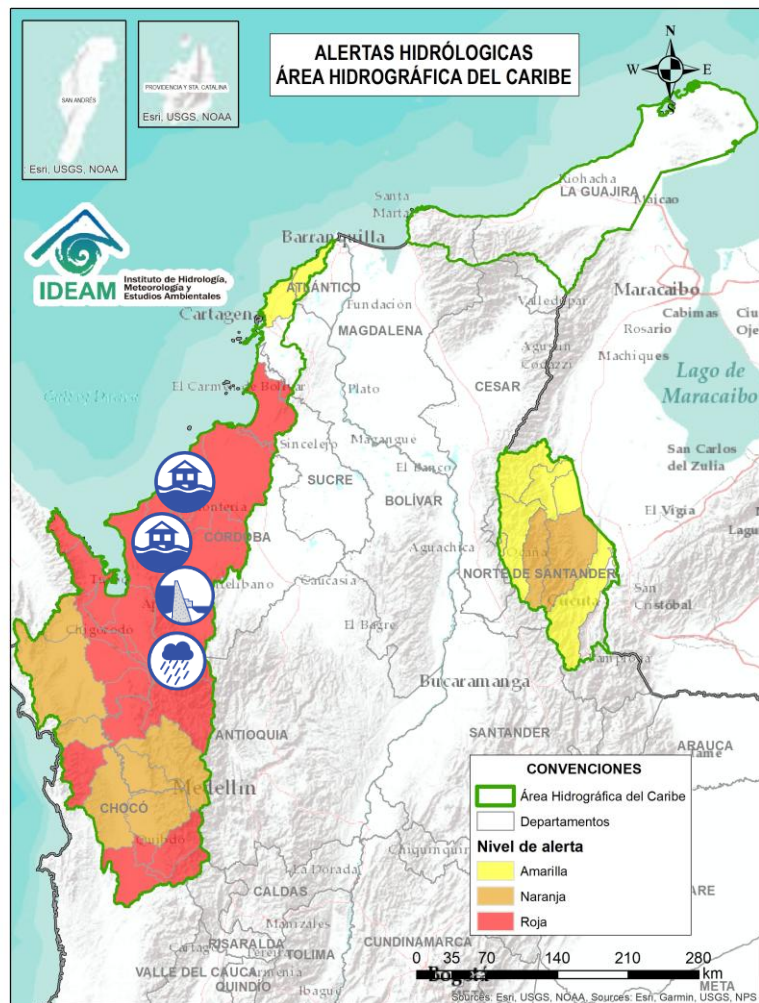 ALERTAS HIDRÓLOGICAS
ÁREA HIDROGRÁFICA DEL CARIBE
N
W
E
S
SAN ANDRÉS
Esri, USGS, NOAA
PROVIDENCIA Y STA. CATALINA
Esri, USGS, NOAA
IDEAM
Instituto de Hidrología,
Meteorología y
Estudios Ambientales
Riohacha
LA GUAJIRA
Maicao
Santa
Marta
Barranquilla
ATLÁNTICO
Cartagena
Fundación
MAGDALENA
Valledupar
Maracaibo
Cabimas
Rosario
Machiques
Agustín
Codazzi
CESAR
Lago de
Maracaibo
El Carmen de Bolívar
Plato
Sincelejo
Magangue
SUCRE
El Banco
BOLÍVAR
San Carlos
del Zulia
El Vigía
CÓRDOBA
Aguachica
Ocaña
NORTE DE SANTANDER
Cúcuta
San
Cristóbal
Caucasia
El Bagre
Chigorodo
Pamplona
Bucaramanga
ANTIOQUIA
SANTANDER
ARAUCA
Medellín
CHOCÓ
Quibdó
La Dorada
CALDAS
Manizales
RISARALDA
Pereira
TOLIMA
CUNDINAMARCA
VALLE DEL CAUCA
Armenia
QUINDÍO
Ibague
Bogotá
META
CONVENCIONES
Área Hidrográfica del Caribe
Departamentos
Nivel de alerta
Amarilla
Naranja
Roja
0 35 70 140 210 280
km
Sources: Esri, USGS, NOAA, Sources: Esri, Garmin, USGS, NPS